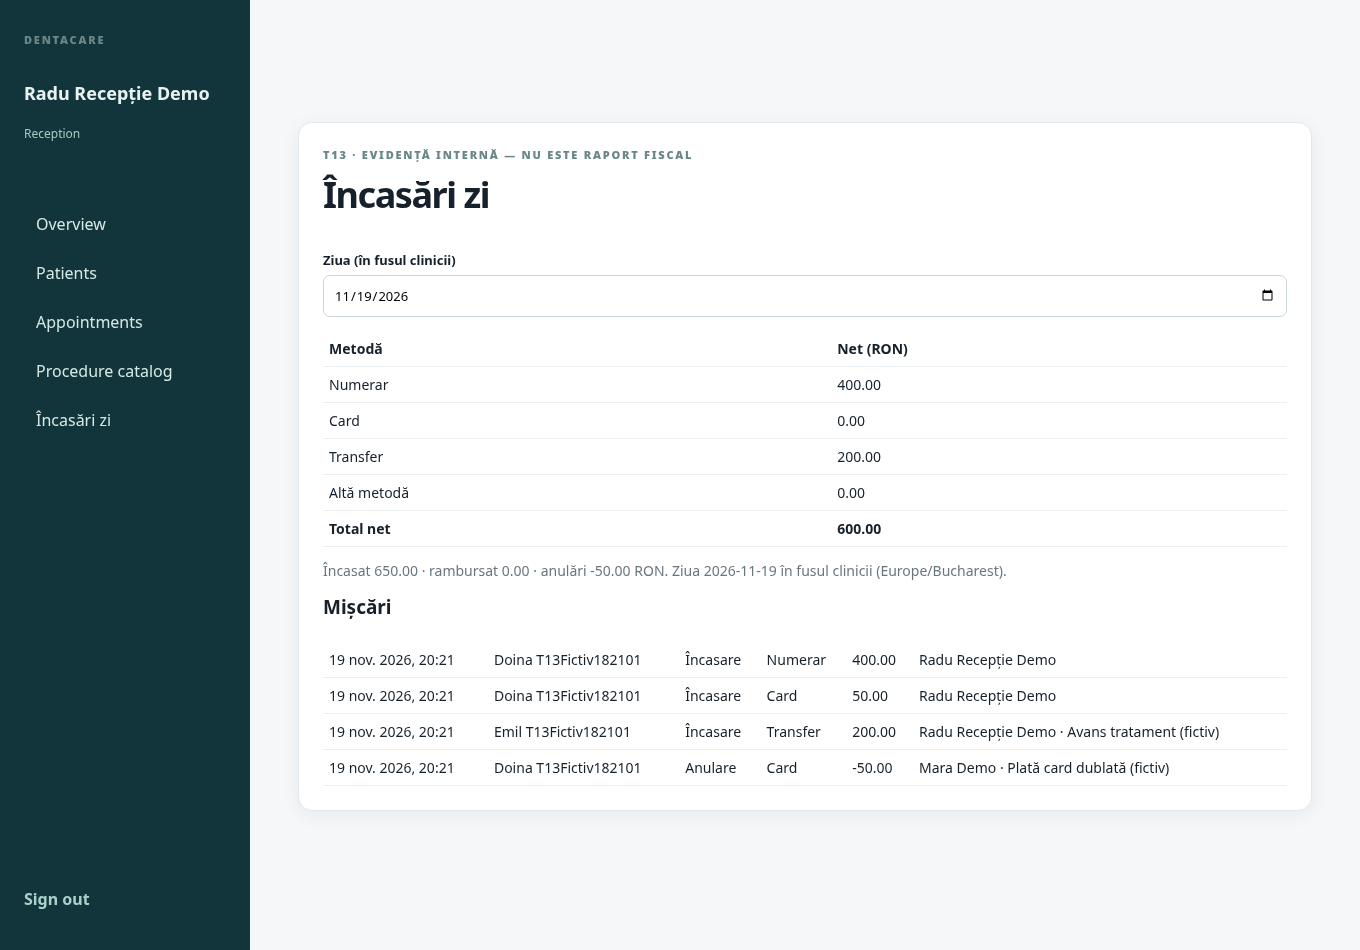 DENTACARE
Radu Recepție Demo
Reception
Overview
Patients
Appointments
Procedure catalog
Încasări zi
Sign out
T13 · EVIDENȚĂ INTERNĂ — NU ESTE RAPORT FISCAL
Încasări zi
Ziua (în fusul clinicii)
11/19/2026
Metodă Net (RON)
Numerar 400.00
Card 0.00
Transfer 200.00
Altă metodă 0.00
Total net 600.00
Încasat 650.00 · rambursat 0.00 · anulări -50.00 RON. Ziua 2026-11-19 în fusul clinicii (Europe/Bucharest).
Mișcări
19 nov. 2026, 20:21 Doina T13Fictiv182101 Încasare Numerar 400.00 Radu Recepție Demo
19 nov. 2026, 20:21 Doina T13Fictiv182101 Încasare Card 50.00 Radu Recepție Demo
19 nov. 2026, 20:21 Emil T13Fictiv182101 Încasare Transfer 200.00 Radu Recepție Demo · Avans tratament (fictiv)
19 nov. 2026, 20:21 Doina T13Fictiv182101 Anulare Card -50.00 Mara Demo · Plată card dublată (fictiv)